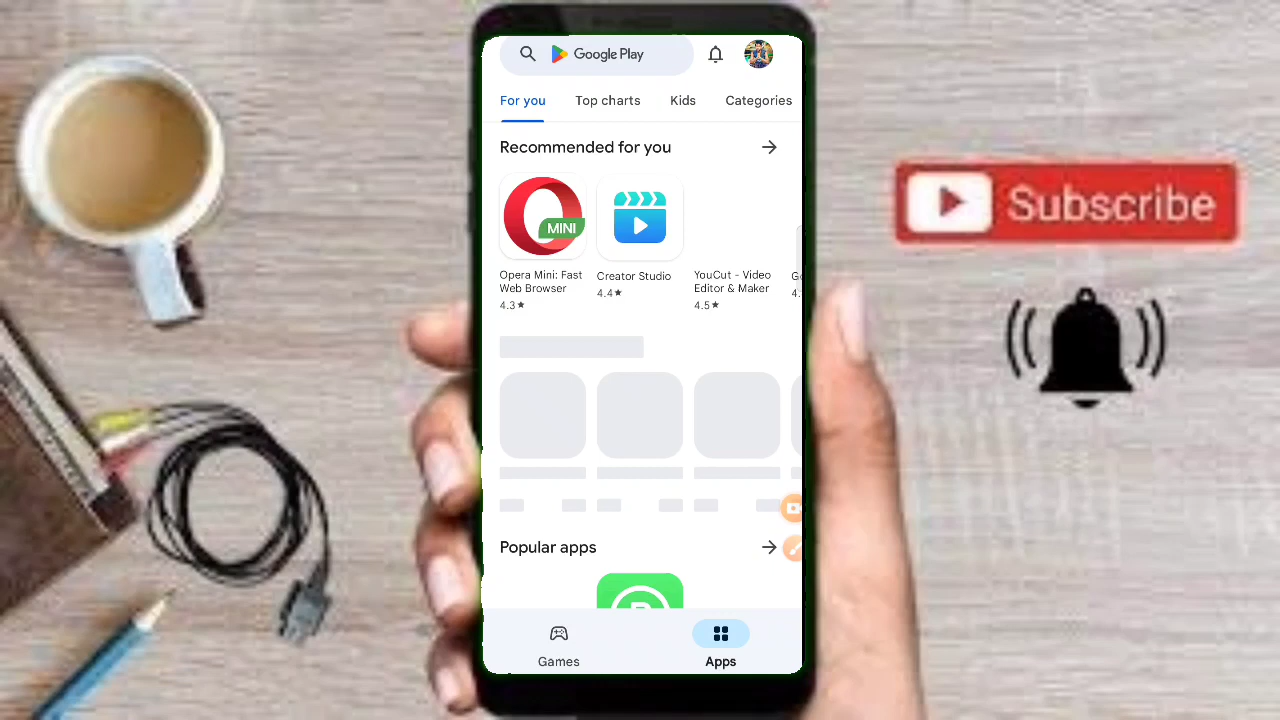 Google Play
For you
Top charts
Kids
Categories
Recommended for you
MINI
Opera Mini: Fast
Web Browser
4.3★
Creator Studio
4.4★
YouCut - Video
Editor & Maker
4.5★
4.
Popular apps
Games
Apps
Subscribe